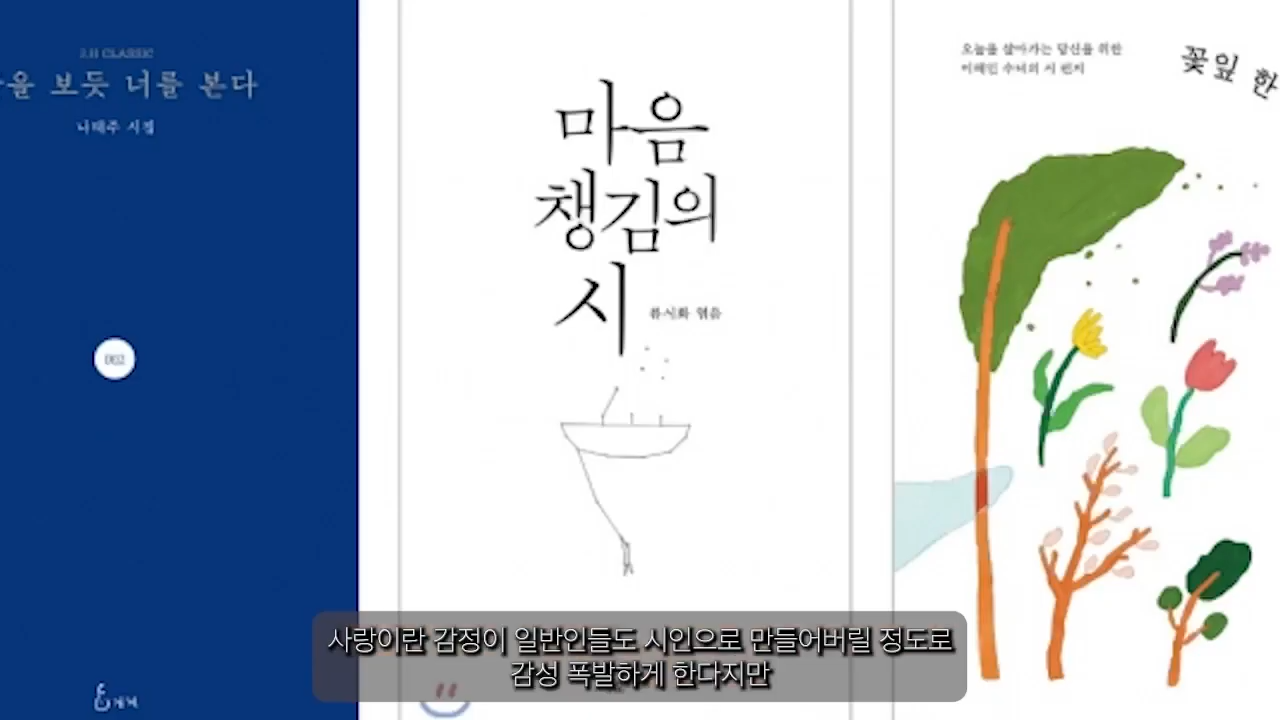 J.H CLASSIC
을 보듯 너를 본다
나태주 시집
002
지혜
마음
챙김의
시
류시화 엮음
오늘을 살아가는 당신을 위한
이해인 수녀의 시 편지
꽃잎 한
사랑이란 감정이 일반인들도 시인으로 만들어버릴 정도로
감성 폭발하게 한다지만